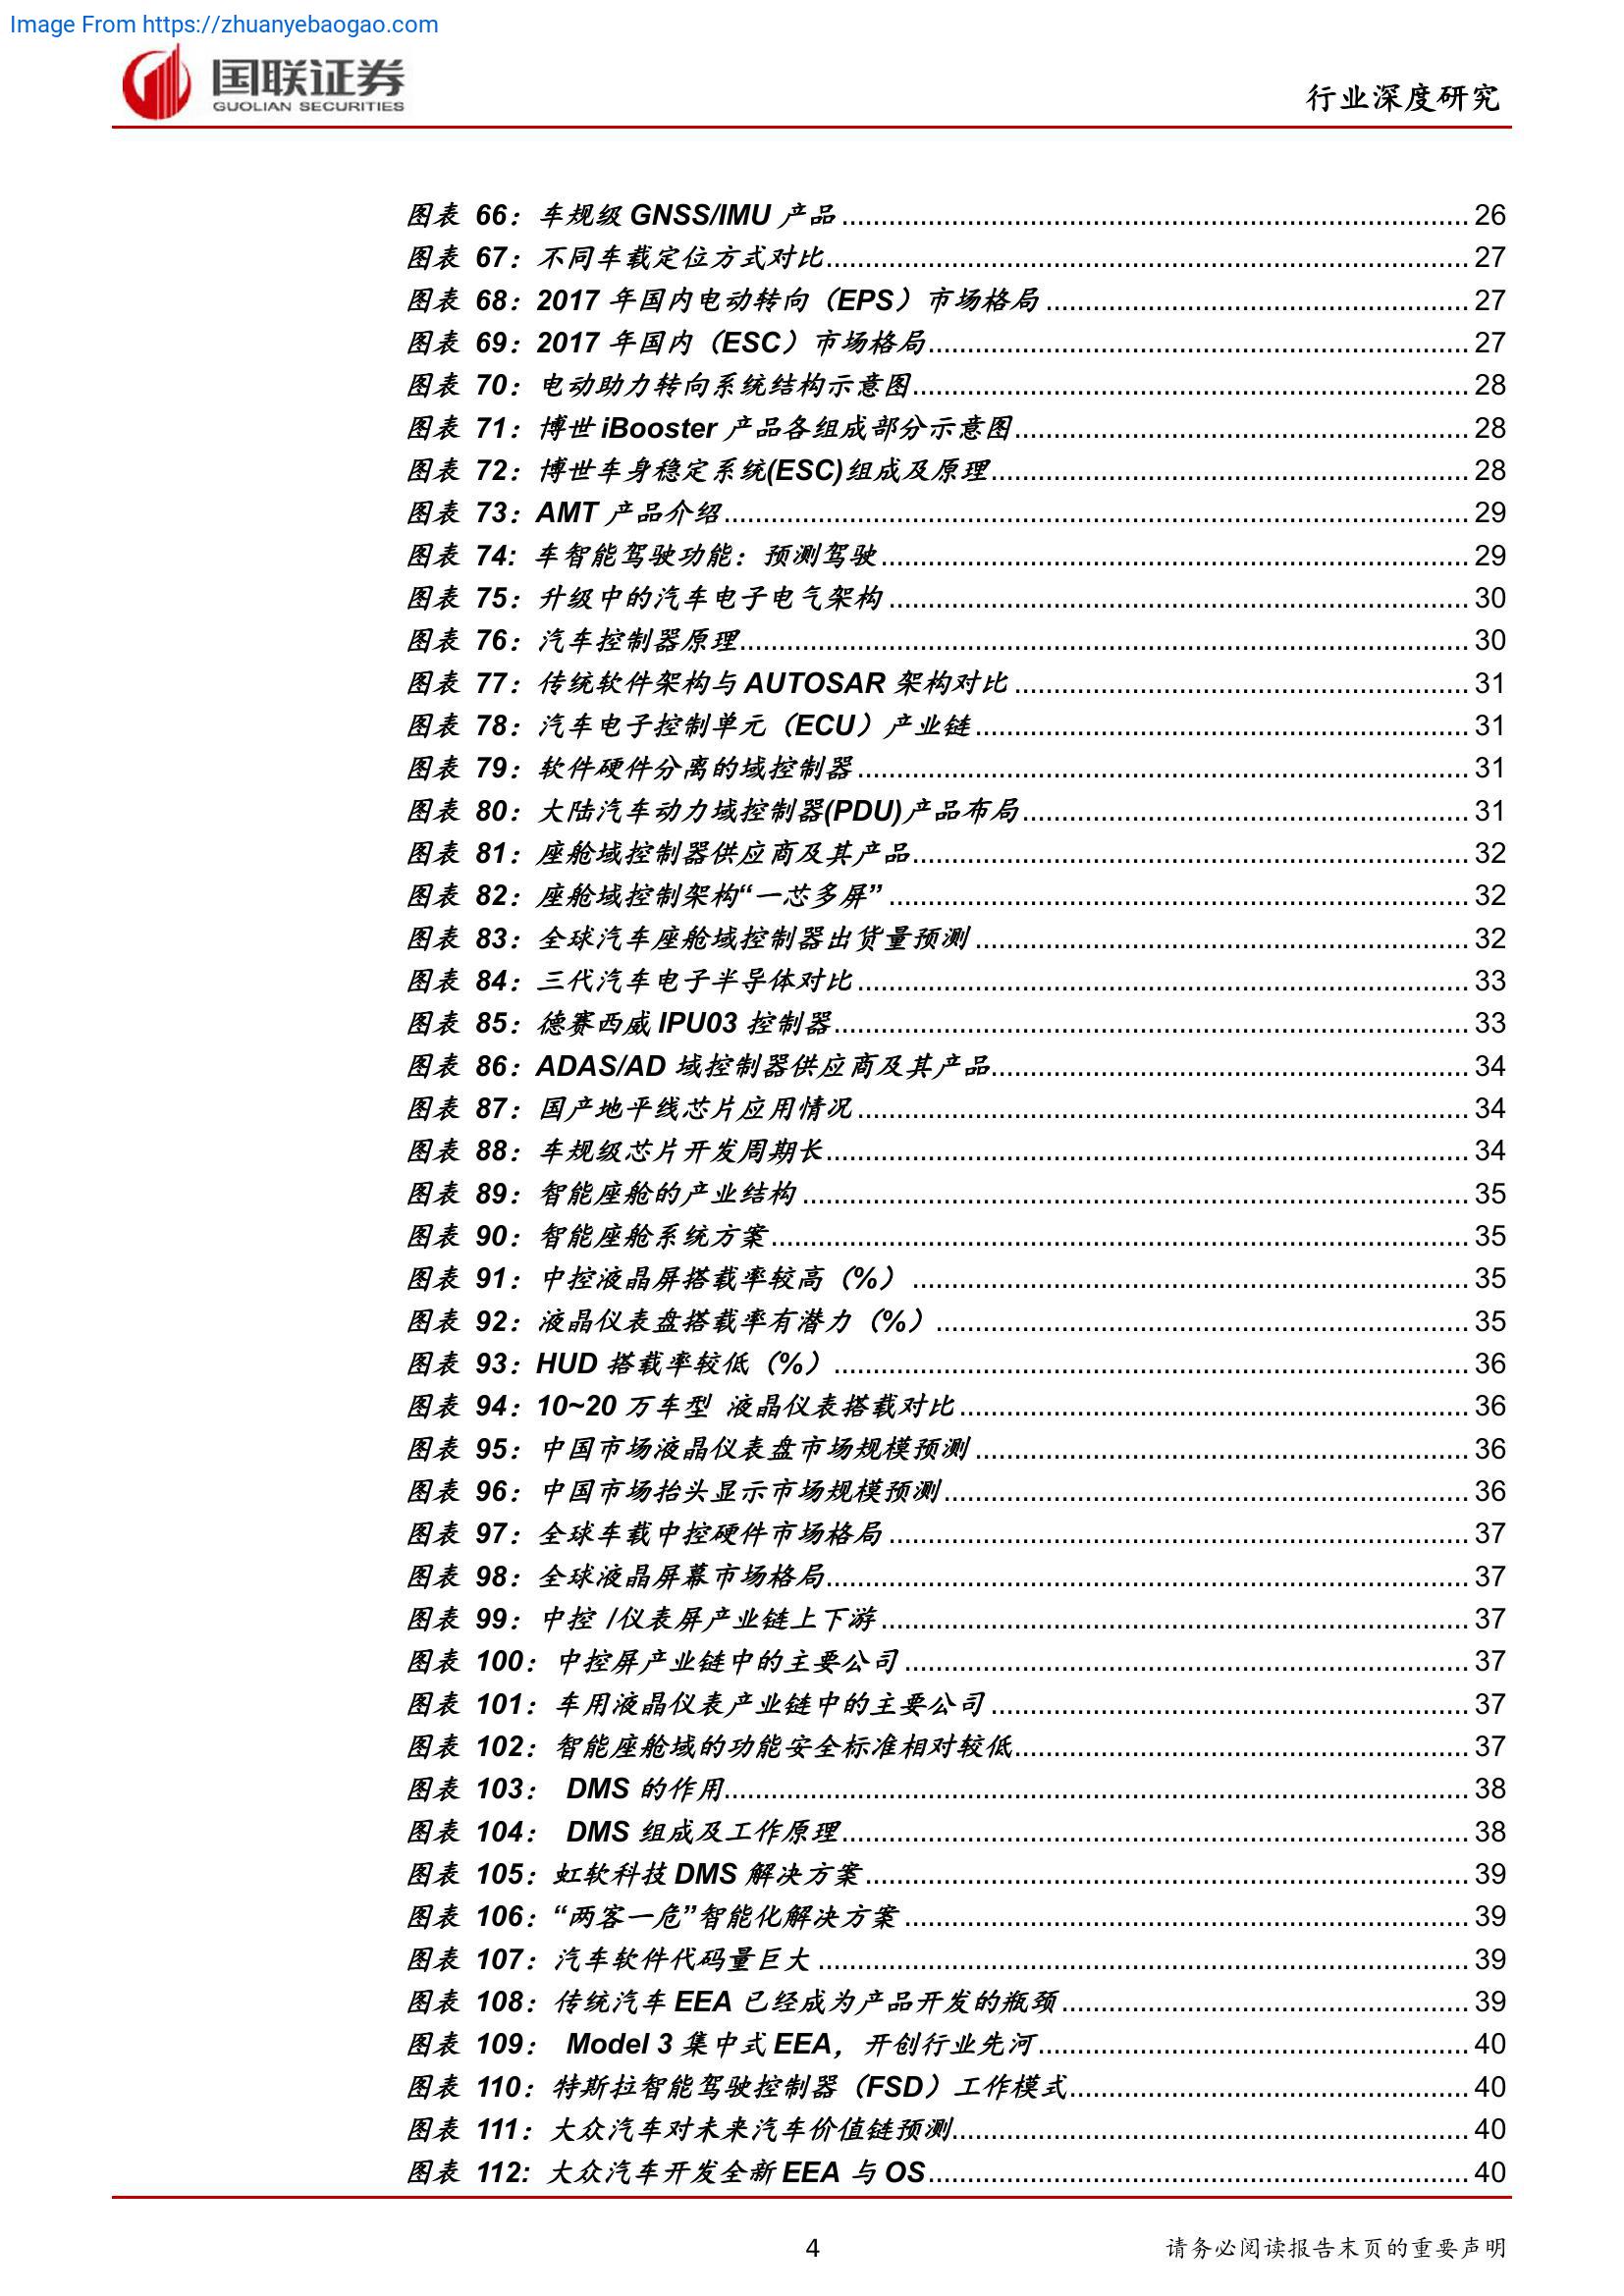 Image From https://zhuanyebaogao.com
国联证券
GUOLIAN SECURITIES
行业深度研究
图表 66：车规级 GNSS/IMU 产品 ................ 26
图表 67：不同车载定位方式对比 ................ 27
图表 68：2017 年国内电动转向（EPS）市场格局 ................ 27
图表 69：2017 年国内（ESC）市场格局 ................ 27
图表 70：电动助力转向系统结构示意图 ................ 28
图表 71：博世 iBooster 产品各组成部分示意图 ................ 28
图表 72：博世车身稳定系统(ESC)组成及原理 ................ 28
图表 73：AMT 产品介绍 ................ 29
图表 74: 车智能驾驶功能：预测驾驶 ................ 29
图表 75：升级中的汽车电子电气架构 ................ 30
图表 76：汽车控制器原理 ................ 30
图表 77：传统软件架构与 AUTOSAR 架构对比 ................ 31
图表 78：汽车电子控制单元（ECU）产业链 ................ 31
图表 79：软件硬件分离的域控制器 ................ 31
图表 80：大陆汽车动力域控制器(PDU)产品布局 ................ 31
图表 81：座舱域控制器供应商及其产品 ................ 32
图表 82：座舱域控制架构“一芯多屏” ................ 32
图表 83：全球汽车座舱域控制器出货量预测 ................ 32
图表 84：三代汽车电子半导体对比 ................ 33
图表 85：德赛西威 IPU03 控制器 ................ 33
图表 86：ADAS/AD 域控制器供应商及其产品 ................ 34
图表 87：国产地平线芯片应用情况 ................ 34
图表 88：车规级芯片开发周期长 ................ 34
图表 89：智能座舱的产业结构 ................ 35
图表 90：智能座舱系统方案 ................ 35
图表 91：中控液晶屏搭载率较高（%） ................ 35
图表 92：液晶仪表盘搭载率有潜力（%） ................ 35
图表 93：HUD 搭载率较低（%） ................ 36
图表 94：10~20 万车型 液晶仪表搭载对比 ................ 36
图表 95：中国市场液晶仪表盘市场规模预测 ................ 36
图表 96：中国市场抬头显示市场规模预测 ................ 36
图表 97：全球车载中控硬件市场格局 ................ 37
图表 98：全球液晶屏幕市场格局 ................ 37
图表 99：中控 /仪表屏产业链上下游 ................ 37
图表 100：中控屏产业链中的主要公司 ................ 37
图表 101：车用液晶仪表产业链中的主要公司 ................ 37
图表 102：智能座舱域的功能安全标准相对较低 ................ 37
图表 103： DMS 的作用 ................ 38
图表 104： DMS 组成及工作原理 ................ 38
图表 105：虹软科技 DMS 解决方案 ................ 39
图表 106：“两客一危”智能化解决方案 ................ 39
图表 107：汽车软件代码量巨大 ................ 39
图表 108：传统汽车 EEA 已经成为产品开发的瓶颈 ................ 39
图表 109： Model 3 集中式 EEA，开创行业先河 ................ 40
图表 110：特斯拉智能驾驶控制器（FSD）工作模式 ................ 40
图表 111：大众汽车对未来汽车价值链预测 ................ 40
图表 112: 大众汽车开发全新 EEA 与 OS ................ 40
4
请务必阅读报告末页的重要声明